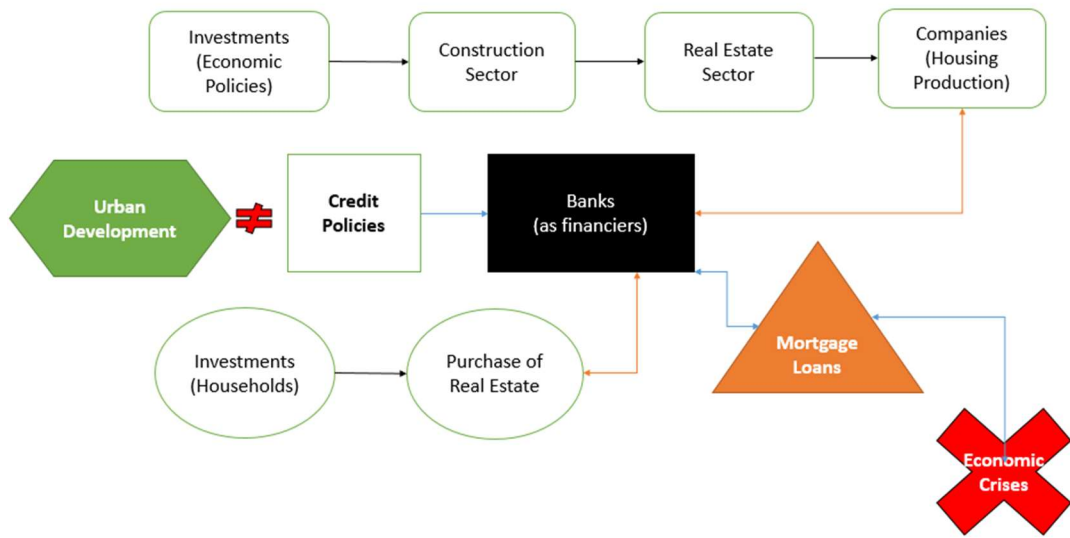 Investments
(Economic
Policies)
Construction
Sector
Real Estate
Sector
Companies
(Housing
Production)
Urban
Development
≠
Credit
Policies
Banks
(as financiers)
Investments
(Households)
Purchase of
Real Estate
Mortgage
Loans
Economic
Crises